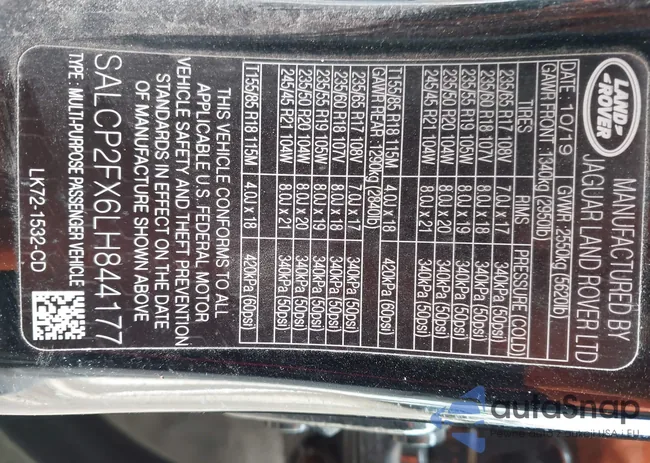 LAND-
ROVER
MANUFACTURED BY
JAGUAR LAND ROVER LTD
DATE: 10/19 GVWR: 2550kg (5620lb)
GAWR FRONT: 1340kg (2950lb)
TIRES RIMS PRESSURE (COLD)
235/65 R17 108V 7.0J x 17 340kPa (50psi)
235/60 R18 107V 8.0J x 18 340kPa (50psi)
235/55 R19 105W 8.0J x 19 340kPa (50psi)
235/50 R20 104W 8.0J x 20 340kPa (50psi)
245/45 R21 104W 8.0J x 21 340kPa (50psi)
T155/85 R18 115M 4.0J x 18 420kPa (60psi)
GAWR REAR: 1290kg (2840lb)
235/65 R17 108V 7.0J x 17 340kPa (50psi)
235/60 R18 107V 8.0J x 18 340kPa (50psi)
235/55 R19 105W 8.0J x 19 340kPa (50psi)
235/50 R20 104W 8.0J x 20 340kPa (50psi)
245/45 R21 104W 8.0J x 21 340kPa (50psi)
T155/85 R18 115M 4.0J x 18 420kPa (60psi)
THIS VEHICLE CONFORMS TO ALL
APPLICABLE U.S. FEDERAL MOTOR
VEHICLE SAFETY AND THEFT PREVENTION
STANDARDS IN EFFECT ON THE DATE
OF MANUFACTURE SHOWN ABOVE
SALCP2FX6LH844177
TYPE: MULTI-PURPOSE PASSENGER VEHICLE
LK72-1532-CD
autoSnap